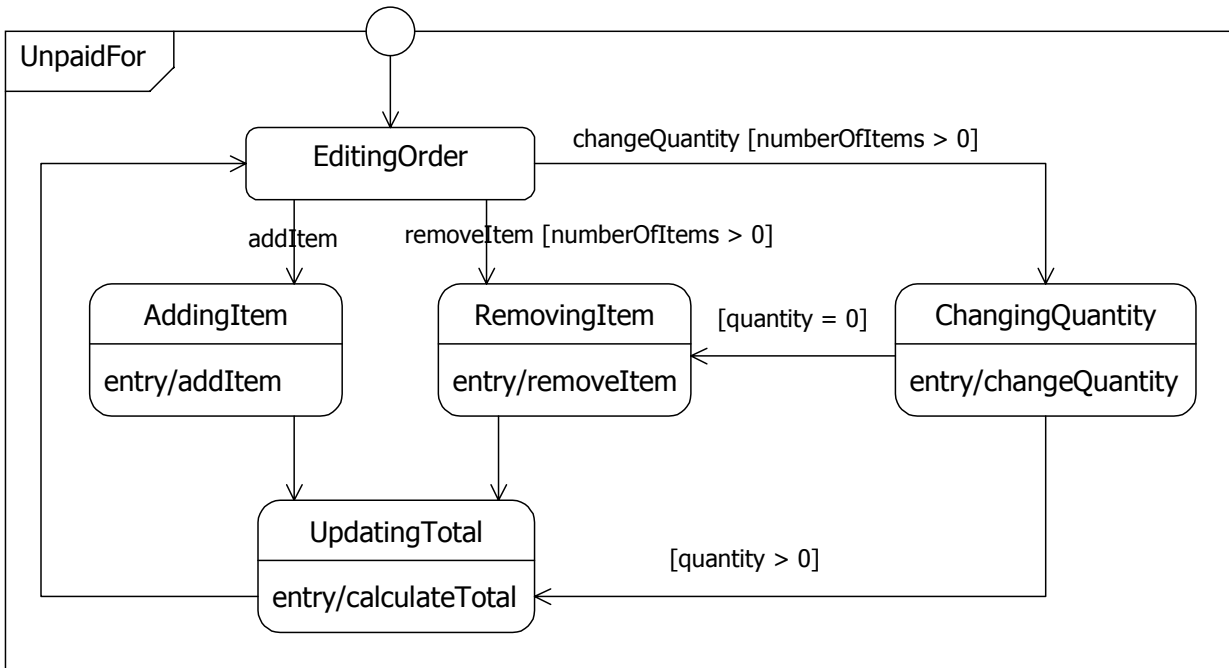 UnpaidFor
EditingOrder
changeQuantity [numberOfItems > 0]
addItem
removeItem [numberOfItems > 0]
AddingItem
entry/addItem
RemovingItem
entry/removeItem
[quantity = 0]
ChangingQuantity
entry/changeQuantity
UpdatingTotal
entry/calculateTotal
[quantity > 0]